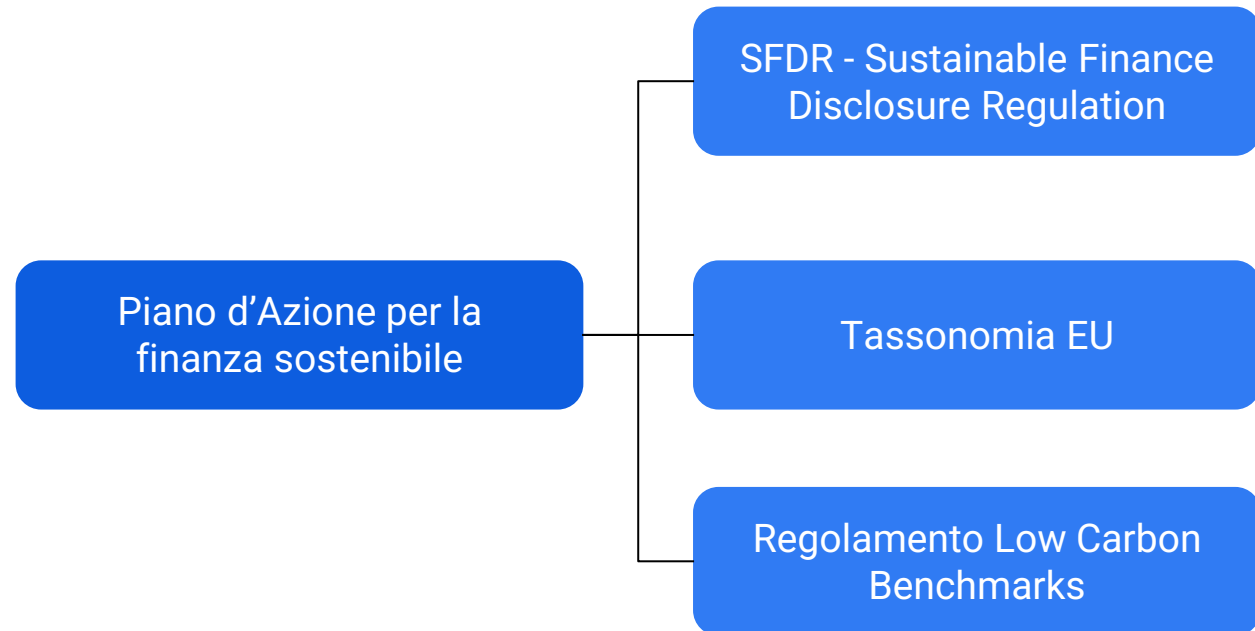 SFDR - Sustainable Finance
Disclosure Regulation
Piano d’Azione per la
finanza sostenibile
Tassonomia EU
Regolamento Low Carbon
Benchmarks